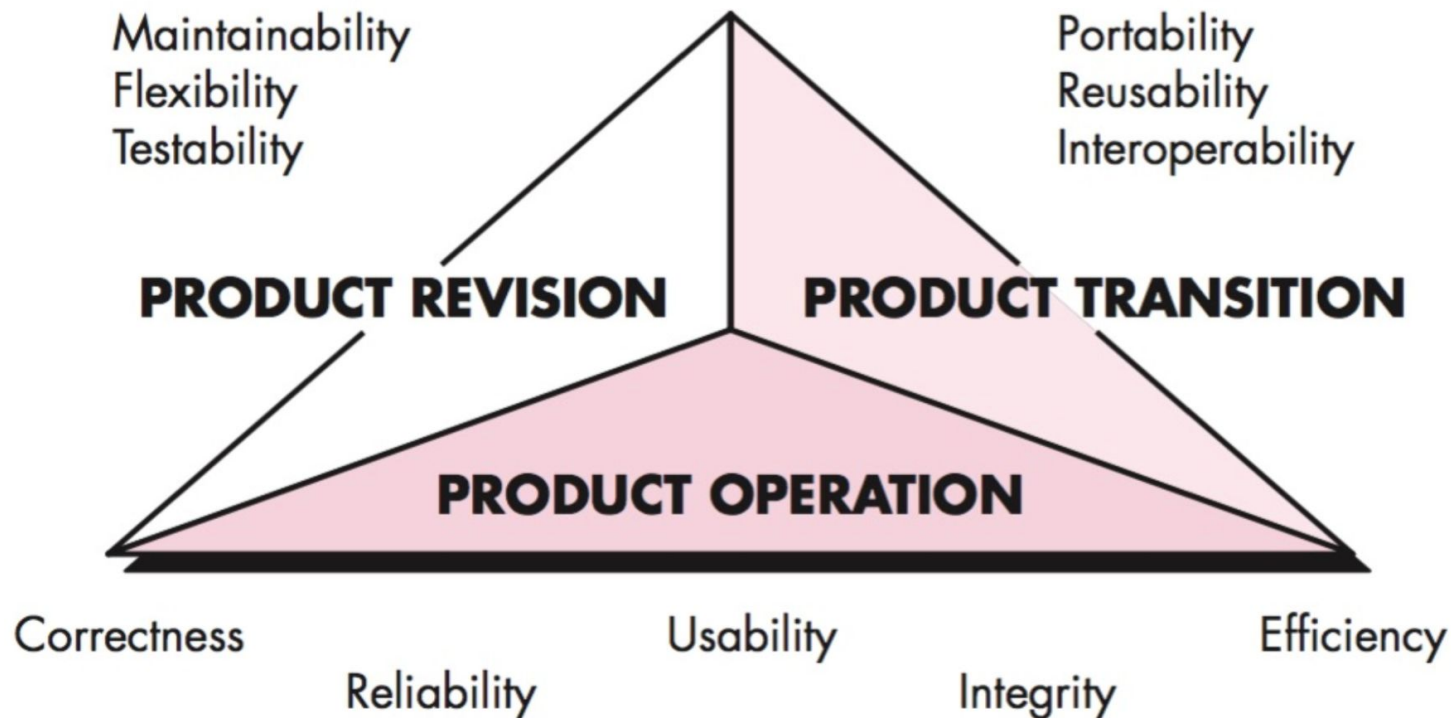 Maintainability
Flexibility
Testability
Portability
Reusability
Interoperability
PRODUCT REVISION
PRODUCT TRANSITION
PRODUCT OPERATION
Correctness
Usability
Efficiency
Reliability
Integrity